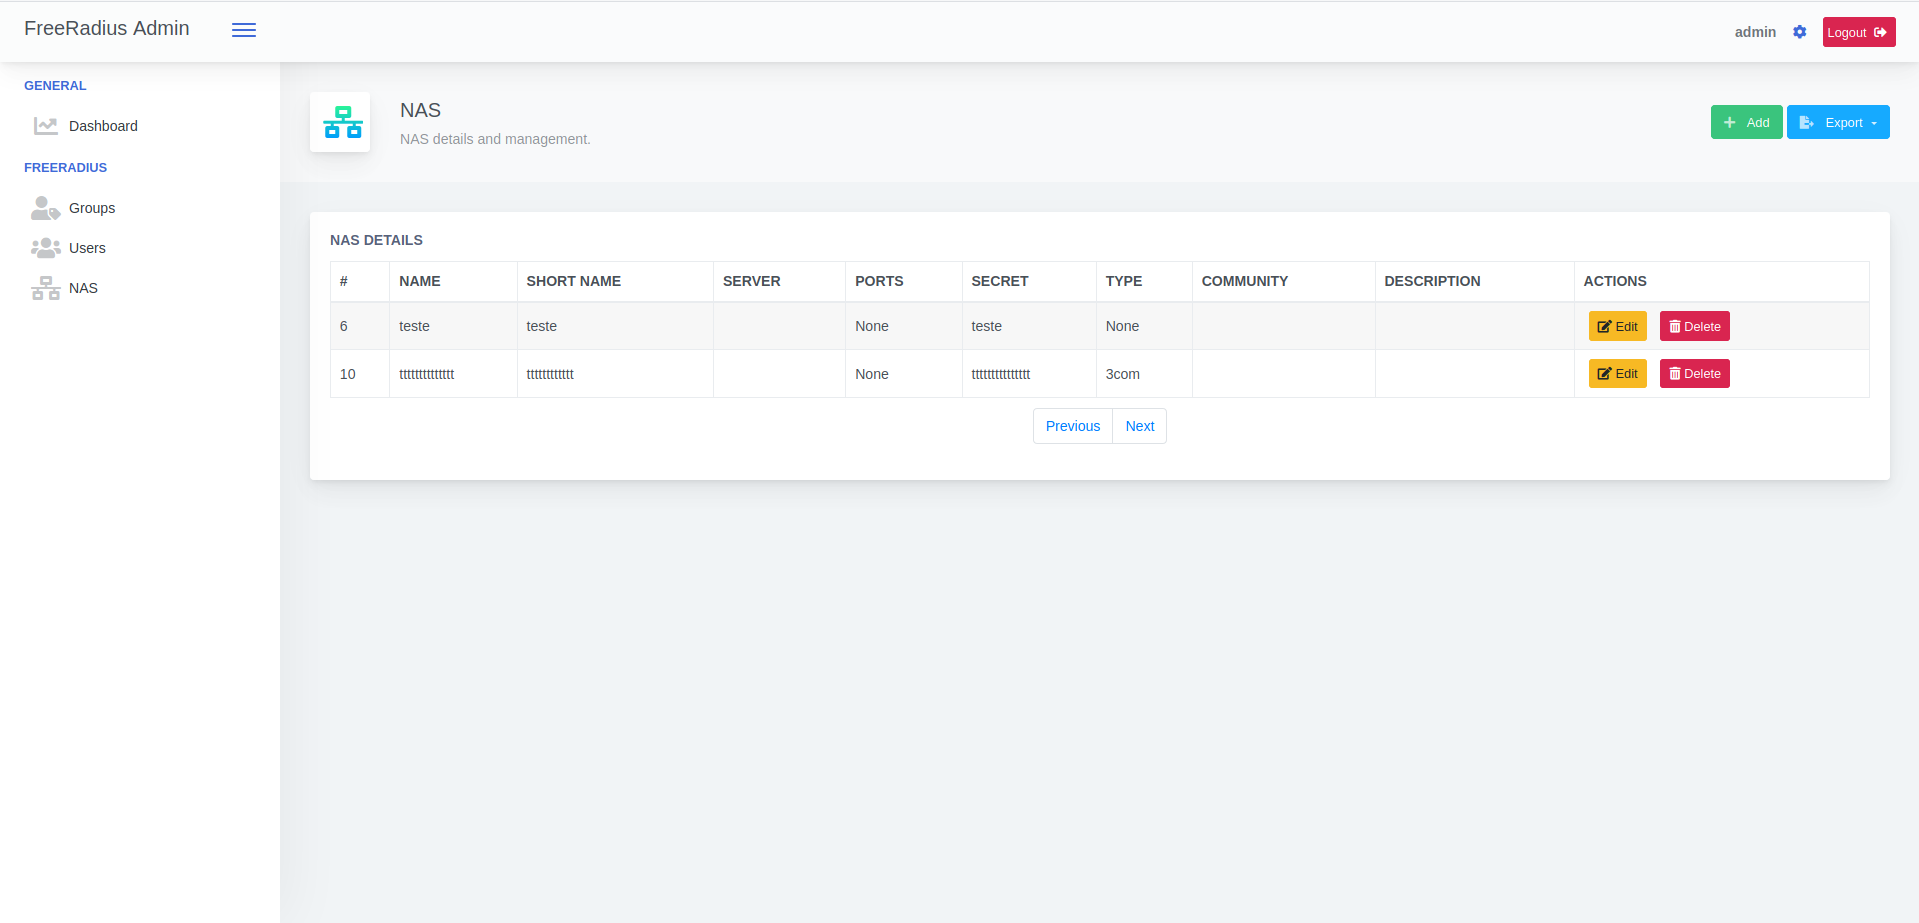 FreeRadius Admin
admin
Logout
GENERAL
Dashboard
FREERADIUS
Groups
Users
NAS
NAS
NAS details and management.
Add
Export
NAS DETAILS
# NAME SHORT NAME SERVER PORTS SECRET TYPE COMMUNITY DESCRIPTION ACTIONS
6 teste teste None teste None Edit Delete
10 tttttttttttttt tttttttttttt None ttttttttttttttt 3com Edit Delete
Previous Next